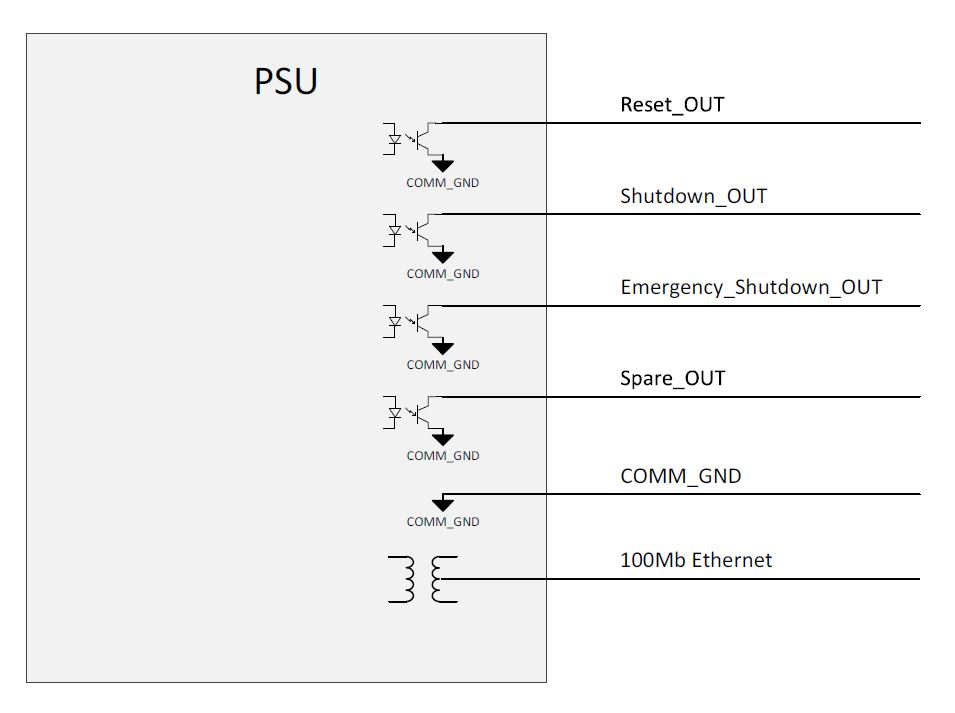 PSU
Reset_OUT
COMM_GND
Shutdown_OUT
COMM_GND
Emergency_Shutdown_OUT
COMM_GND
Spare_OUT
COMM_GND
COMM_GND
COMM_GND
100Mb Ethernet